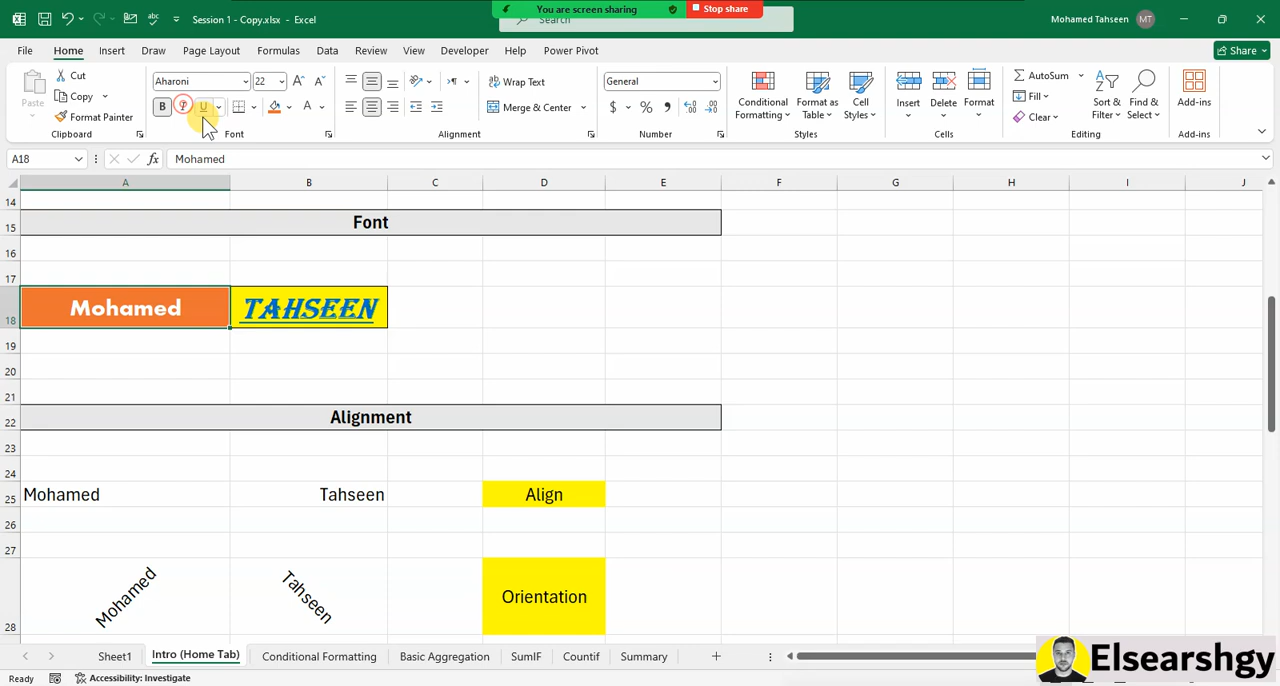 Session 1 - Copy.xlsx - Excel
You are screen sharing
Stop share
Search
Mohamed Tahseen
MT
File
Home
Insert
Draw
Page Layout
Formulas
Data
Review
View
Developer
Help
Power Pivot
Share
Paste
Cut
Copy
Format Painter
Clipboard
Aharoni
22
B
I
U
Font
Wrap Text
Merge & Center
Alignment
General
$ %
Number
Conditional
Formatting
Format as
Table
Cell
Styles
Styles
Insert
Delete
Format
Cells
AutoSum
Fill
Clear
Sort &
Filter
Find &
Select
Editing
Add-ins
Add-ins
A18
fx
Mohamed
A B C D E F G H I J
14
15 Font
16
17
18 Mohamed TAHSEEN
19
20
21
22 Alignment
23
24
25 Mohamed Tahseen Align
26
27
28 Mohamed Tahseen Orientation
Sheet1
Intro (Home Tab)
Conditional Formatting
Basic Aggregation
SumIF
Countif
Summary
Ready
Accessibility: Investigate
Elsearshgy